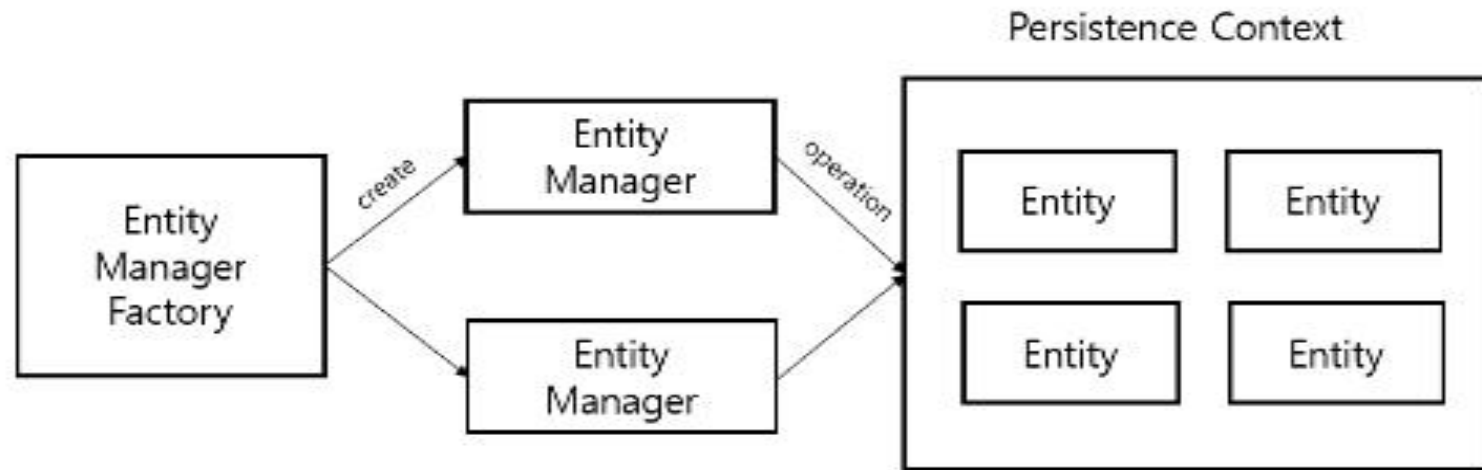 Persistence Context
Entity
Manager
Factory
create
Entity
Manager
Entity
Manager
operation
Entity
Entity
Entity
Entity